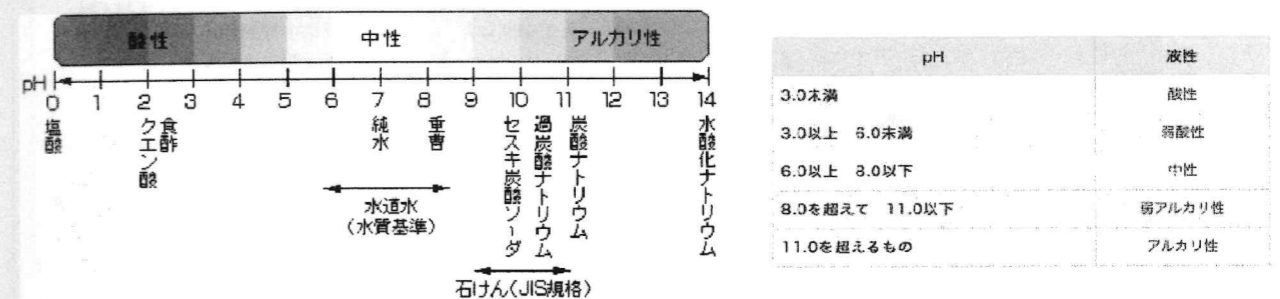 酸性 中性 アルカリ性
pH
0 1 2 3 4 5 6 7 8 9 10 11 12 13 14
塩酸
クエン酸
食酢
純水
重曹
セスキ炭酸ソーダ
過炭酸ナトリウム
炭酸ナトリウム
水酸化ナトリウム
水道水
(水質基準)
石けん(JIS規格)
pH 液性
3.0未満 酸性
3.0以上 6.0未満 弱酸性
6.0以上 8.0以下 中性
8.0を超えて 11.0以下 弱アルカリ性
11.0を超えるもの アルカリ性